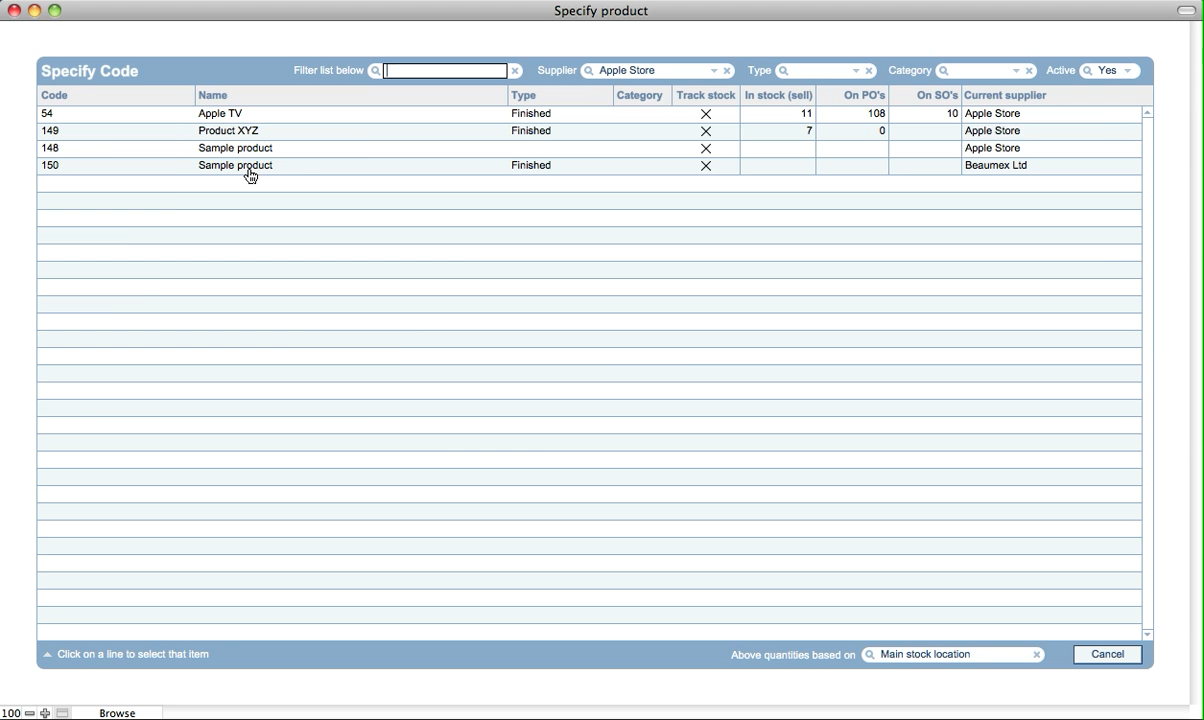 Specify product
Specify Code Filter list below Supplier Apple Store Type Category Active Yes
Code Name Type Category Track stock In stock (sell) On PO's On SO's Current supplier
54 Apple TV Finished 11 108 10 Apple Store
149 Product XYZ Finished 7 0 Apple Store
148 Sample product Apple Store
150 Sample product Finished Beaumex Ltd
Click on a line to select that item Above quantities based on Main stock location Cancel
100 Browse